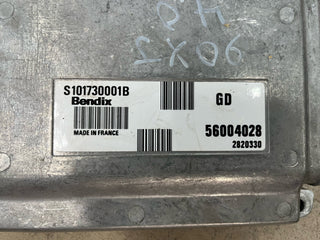 S101730001B
Bendix
MADE IN FRANCE
GD
56004028
2820330